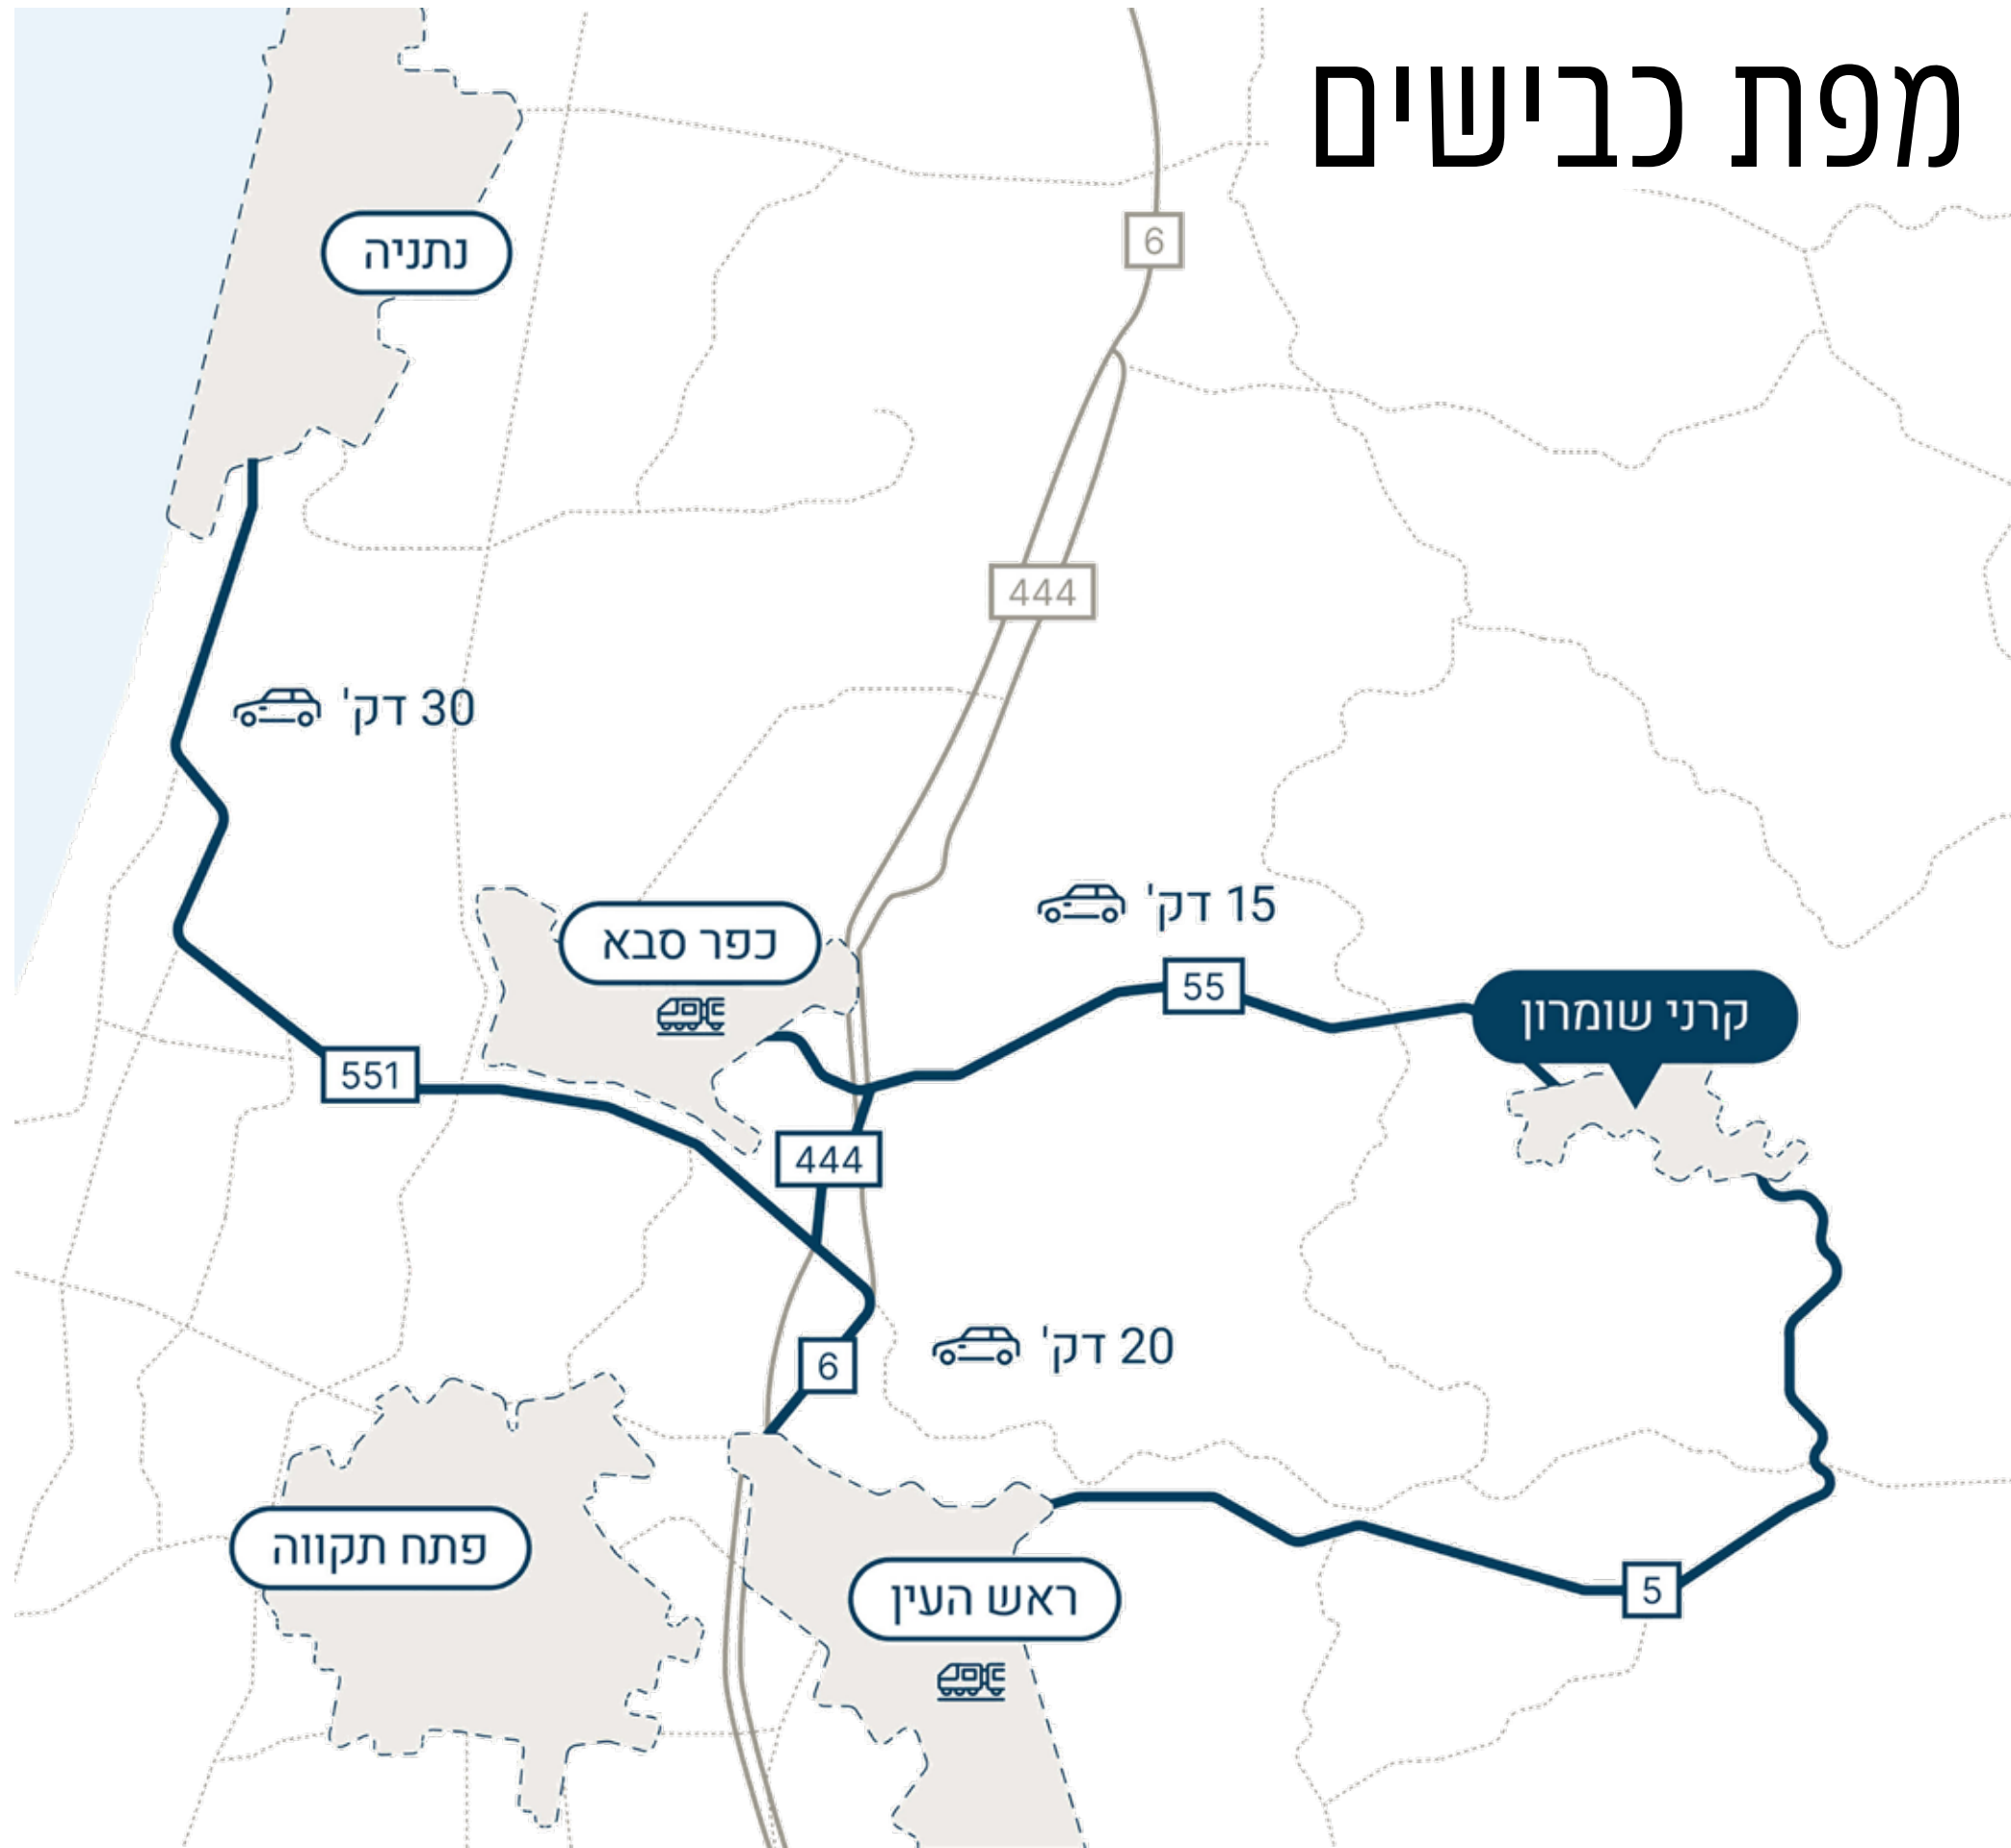 מפת כבישים
6
נתניה
444
30 דק'
15 דק'
כפר סבא
55
קרני שומרון
551
444
20 דק'
6
פתח תקווה
ראש העין
5